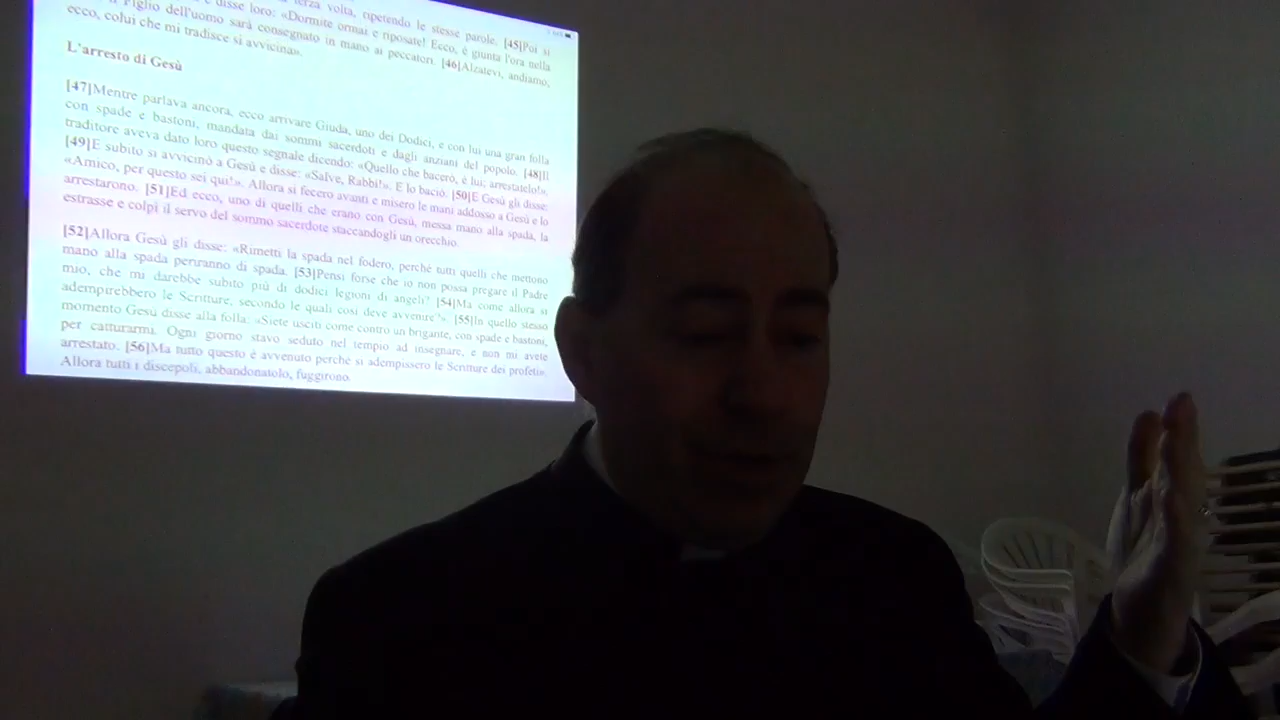 terza volta, ripetendo le stesse parole. [45]Poi si
Figlio dell'uomo sarà consegnato in mano ai peccatori. [46]Alzatevi, andiamo,
disse loro: «Dormite ormai e riposate! Ecco, è giunta l'ora nella
ecco, colui che mi tradisce si avvicina».
L'arresto di Gesù
[47]Mentre parlava ancora, ecco arrivare Giuda, uno dei Dodici, e con lui una gran folla
con spade e bastoni, mandata dai sommi sacerdoti e dagli anziani del popolo. [48]Il
traditore aveva dato loro questo segnale dicendo: «Quello che bacerò, è lui; arrestatelo!».
[49]E subito si avvicinò a Gesù e disse: «Salve, Rabbì!». E lo baciò. [50]E Gesù gli disse:
«Amico, per questo sei qui!». Allora si fecero avanti e misero le mani addosso a Gesù e lo
arrestarono. [51]Ed ecco, uno di quelli che erano con Gesù, messa mano alla spada, la
estrasse e colpì il servo del sommo sacerdote staccandogli un orecchio.
[52]Allora Gesù gli disse: «Rimetti la spada nel fodero, perché tutti quelli che mettono
mano alla spada periranno di spada. [53]Pensi forse che io non possa pregare il Padre
mio, che mi darebbe subito più di dodici legioni di angeli? [54]Ma come allora si
adempirebbero le Scritture, secondo le quali così deve avvenire?». [55]In quello stesso
momento Gesù disse alla folla: «Siete usciti come contro un brigante, con spade e bastoni,
per catturarmi. Ogni giorno stavo seduto nel tempio ad insegnare, e non mi avete
arrestato. [56]Ma tutto questo è avvenuto perché si adempissero le Scritture dei profeti».
Allora tutti i discepoli, abbandonatolo, fuggirono.